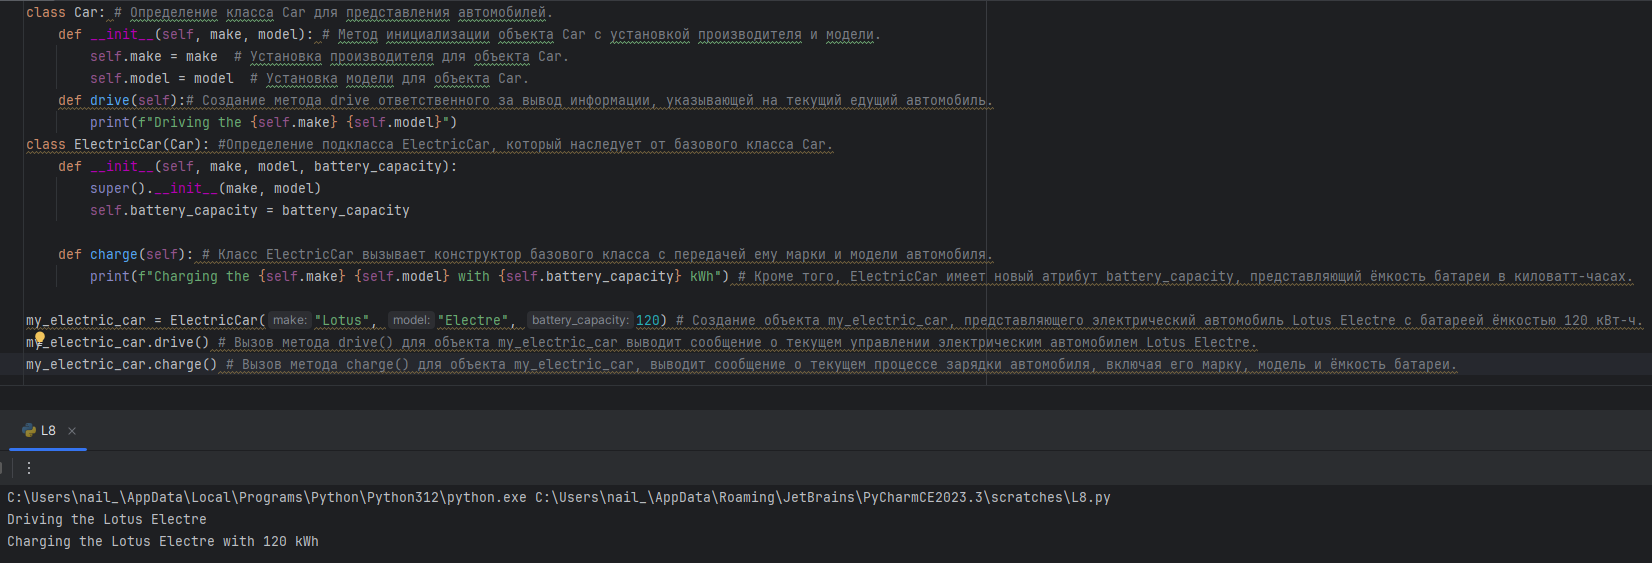 class Car: # Определение класса Car для представления автомобилей.
    def __init__(self, make, model): # Метод инициализации объекта Car с установкой производителя и модели.
        self.make = make  # Установка производителя для объекта Car.
        self.model = model  # Установка модели для объекта Car.
    def drive(self):# Создание метода drive ответственного за вывод информации, указывающей на текущий едущий автомобиль.
        print(f"Driving the {self.make} {self.model}")
class ElectricCar(Car): #Определение подкласса ElectricCar, который наследует от базового класса Car.
    def __init__(self, make, model, battery_capacity):
        super().__init__(make, model)
        self.battery_capacity = battery_capacity
    def charge(self): # Класс ElectricCar вызывает конструктор базового класса с передачей ему марки и модели автомобиля.
        print(f"Charging the {self.make} {self.model} with {self.battery_capacity} kWh") # Кроме того, ElectricCar имеет новый атрибут battery_capacity, представляющий ёмкость батареи в киловатт-часах.
my_electric_car = ElectricCar( make: "Lotus", model: "Electre", battery_capacity: 120) # Создание объекта my_electric_car, представляющего электрический автомобиль Lotus Electre с батареей ёмкостью 120 кВт-ч.
my_electric_car.drive() # Вызов метода drive() для объекта my_electric_car выводит сообщение о текущем управлении электрическим автомобилем Lotus Electre.
my_electric_car.charge() # Вызов метода charge() для объекта my_electric_car, выводит сообщение о текущем процессе зарядки автомобиля, включая его марку, модель и ёмкость батареи.
L8
C:\Users\nail_\AppData\Local\Programs\Python\Python312\python.exe C:\Users\nail_\AppData\Roaming\JetBrains\PyCharmCE2023.3\scratches\L8.py
Driving the Lotus Electre
Charging the Lotus Electre with 120 kWh